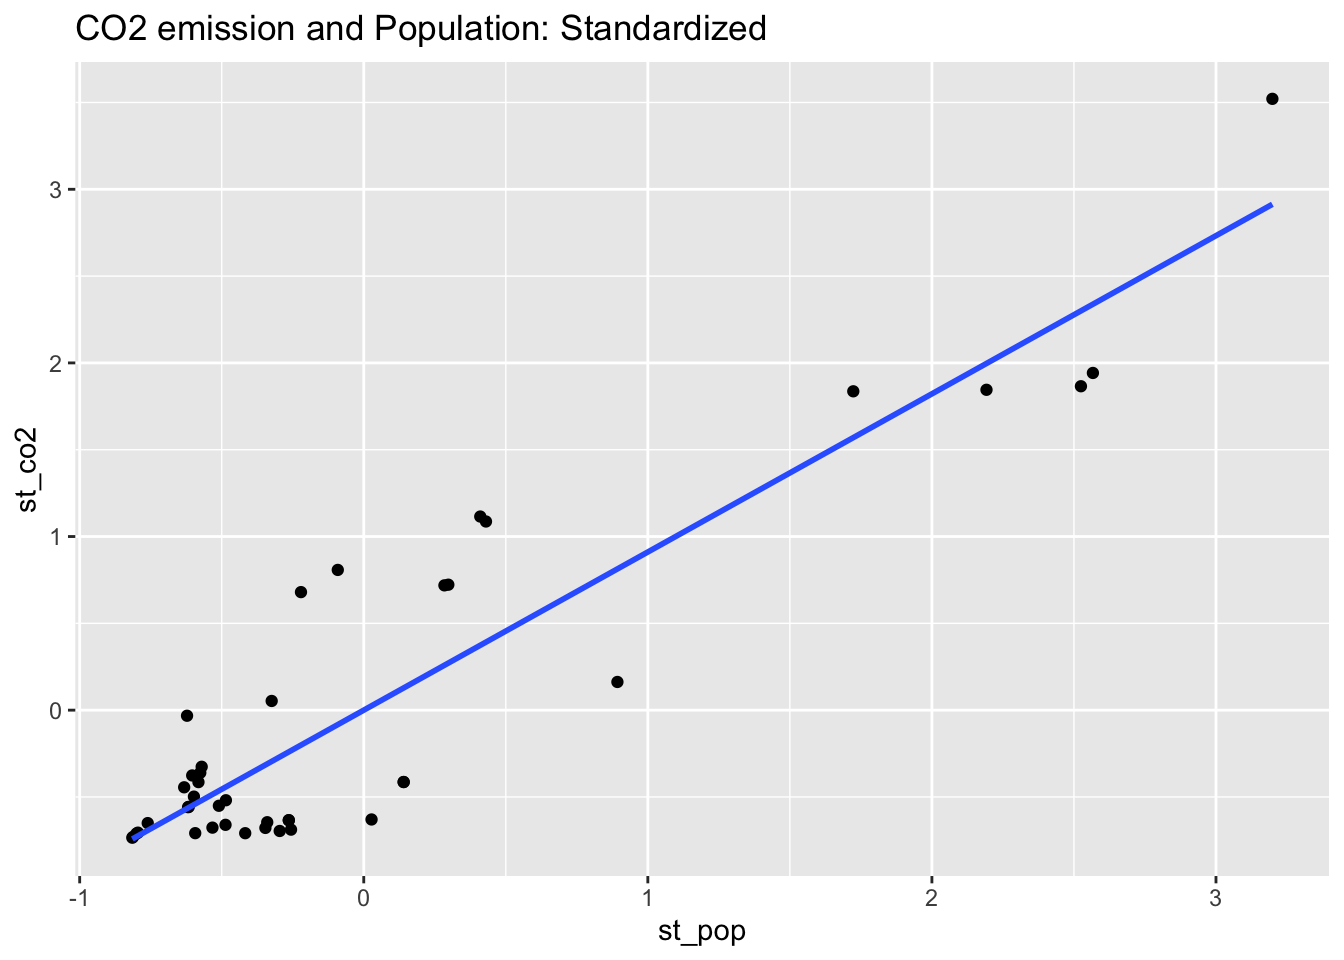 CO2 emission and Population: Standardized
3
2
1
0
st_co2
-1 0 1 2 3
st_pop